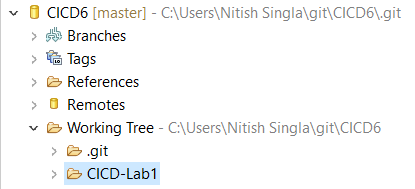 CICD6 [master] - C:\Users\Nitish Singla\git\CICD6\.git
Branches
Tags
References
Remotes
Working Tree - C:\Users\Nitish Singla\git\CICD6
.git
CICD-Lab1